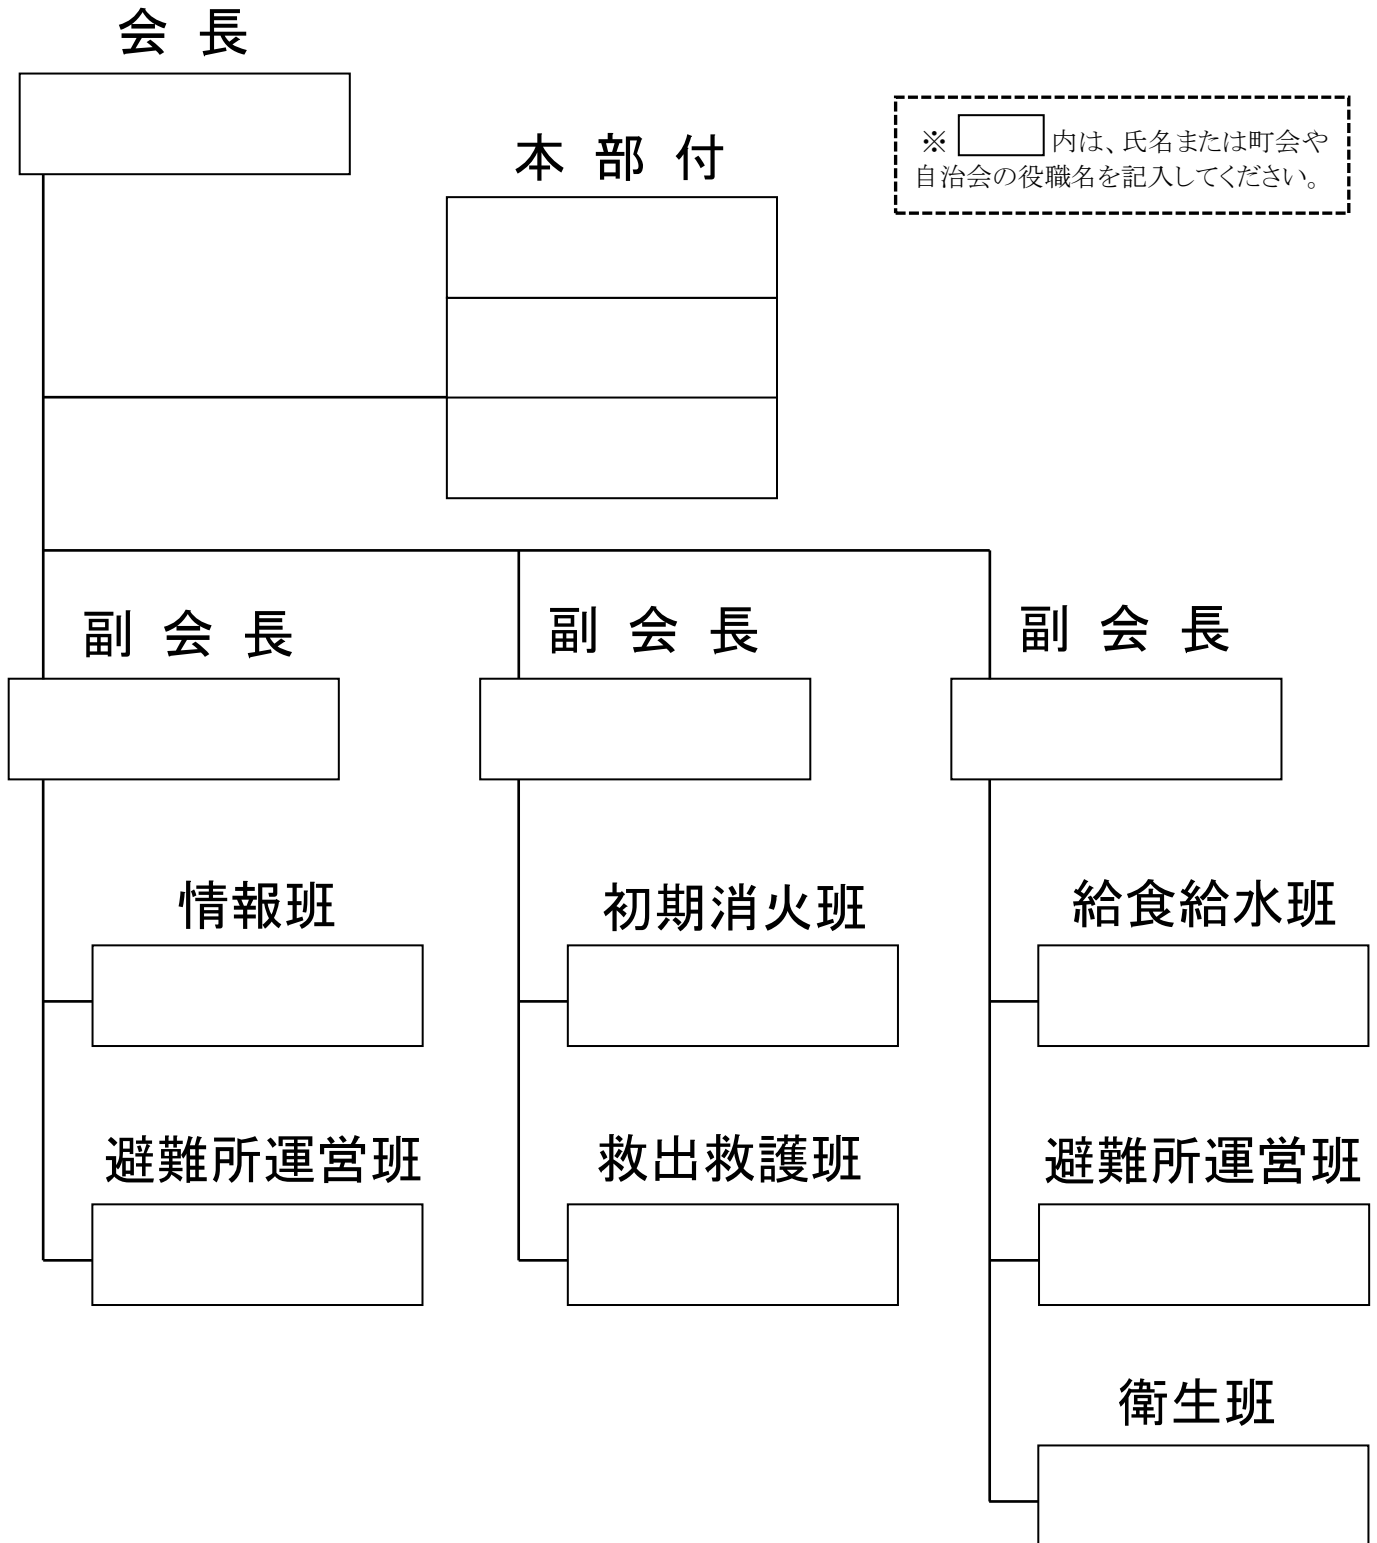 会 長
※ 内は、氏名または町会や
自治会の役職名を記入してください。
本 部 付
副 会 長
副 会 長
副 会 長
情報班
初期消火班
給食給水班
避難所運営班
救出救護班
避難所運営班
衛生班